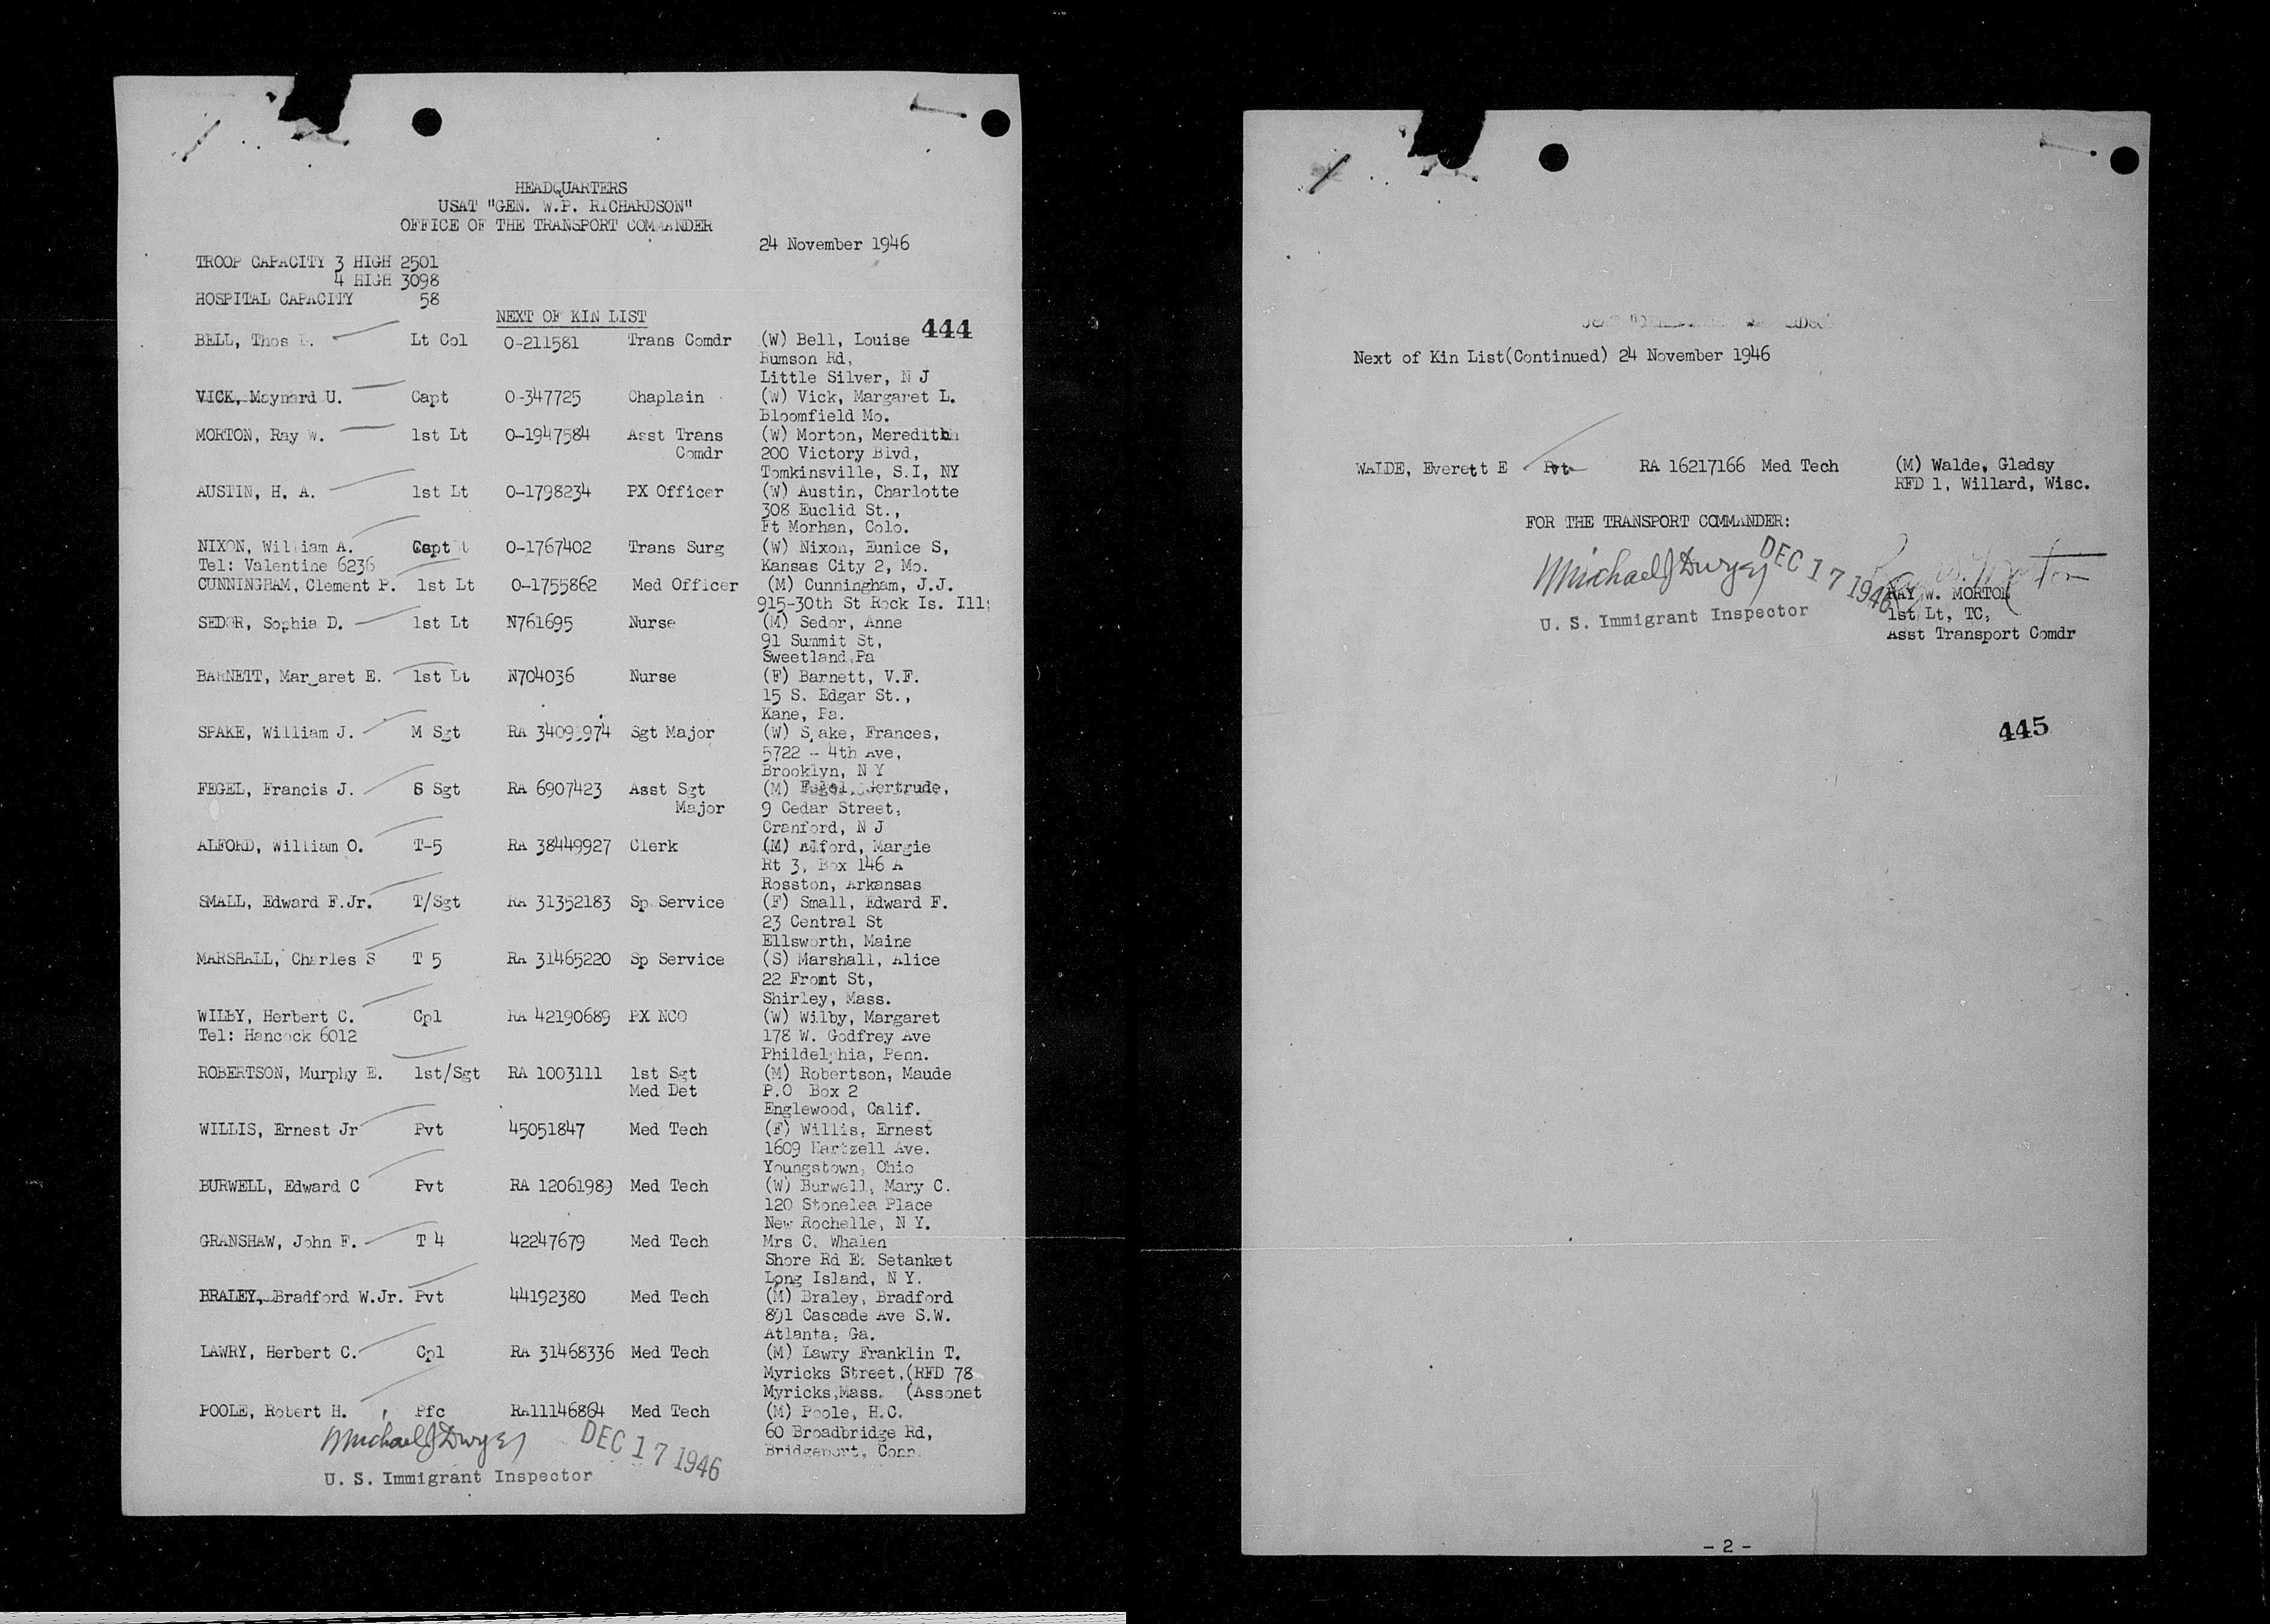 HEADQUARTERS
USAT "GEN. W.P. RICHARDSON"
OFFICE OF THE TRANSPORT COMMANDER
24 November 1946
TROOP CAPACITY 3 HIGH 2501
4 HIGH 3098
HOSPITAL CAPACITY 58
NEXT OF KIN LIST
444
BELL, Thos Lt Col O-211581 Trans Comdr (W) Bell, Louise
Rumson Rd,
Little Silver, N J
VICK, Maynard U. Capt O-347725 Chaplain (W) Vick, Margaret L.
Bloomfield Mo.
MORTON, Ray W. 1st Lt O-1947584 Asst Trans (W) Morton, Meredith
Comdr 200 Victory Blvd,
Tomkinsville, S.I, NY
AUSTIN, H. A. 1st Lt O-1798234 PX Officer (W) Austin, Charlotte
308 Euclid St.,
Ft Morhan, Colo.
NIXON, William A. Capt O-1767402 Trans Surg (W) Nixon, Eunice S,
Tel: Valentine 6236 Kansas City 2, Mo.
CUNNINGHAM, Clement P. 1st Lt O-1755862 Med Officer (M) Cunningham, J.J.
915-30th St Rock Is. Ill;
SEDOR, Sophia D. 1st Lt N761695 Nurse (M) Sedor, Anne
91 Summit St,
Sweetland,Pa
BARNETT, Margaret E. 1st Lt N704036 Nurse (F) Barnett, V.F.
15 S. Edgar St.,
Kane, Pa.
SPAKE, William J. M Sgt RA Sgt Major (W) Spake, Frances,
5722 - 4th Ave,
Brooklyn, N Y
FEGEL, Francis J. S Sgt RA 6907423 Asst Sgt (M) Fegel, Gertrude,
Major 9 Cedar Street,
Cranford, N J
ALFORD, William O. T-5 RA 38449927 Clerk (M) Alford, Margie
Rt 3, Box 146 A
Rosston, Arkansas
SMALL, Edward F.Jr. T/Sgt RA 31352183 Sp Service (F) Small, Edward F.
23 Central St
Ellsworth, Maine
MARSHALL, Charles S T 5 RA 31465220 Sp Service (S) Marshall, Alice
22 Front St,
Shirley, Mass.
WILBY, Herbert C. Cpl RA 42190689 PX NCO (W) Wilby, Margaret
Tel: Hancock 6012 178 W. Godfrey Ave
Phildelphia, Penn.
ROBERTSON, Murphy E. 1st/Sgt RA 1003111 1st Sgt (M) Robertson, Maude
Med Det P.O Box 2
Englewood, Calif.
WILLIS, Ernest Jr Pvt 45051847 Med Tech (F) Willis, Ernest
1609 Hartzell Ave.
Youngstown, Ohio
BURWELL, Edward C Pvt RA 12061989 Med Tech (W) Burwell, Mary C.
120 Stonelea Place
New Rochelle, N Y.
GRANSHAW, John F. T 4 42247679 Med Tech Mrs C. Whalen
Shore Rd E. Setanket
Long Island, N Y.
BRALEY, Bradford W.Jr. Pvt 44192380 Med Tech (M) Braley, Bradford
891 Cascade Ave S.W.
Atlanta, Ga.
LAWRY, Herbert C. Cpl RA 31468336 Med Tech (M) Lawry Franklin T.
Myricks Street,(RFD 78
Myricks,Mass. (Assonet
POOLE, Robert H. Pfc RA11146864 Med Tech (M) Poole, H.C.
60 Broadbridge Rd,
Bridgeport, Conn.
Michael J Dwyer DEC 17 1946
U. S. Immigrant Inspector
Next of Kin List(Continued) 24 November 1946
WALDE, Everett E Pvt RA 16217166 Med Tech (M) Walde, Gladsy
RFD 1, Willard, Wisc.
FOR THE TRANSPORT COMMANDER:
Michael J Dwyer DEC 17 1946 Ray W. Morton
U. S. Immigrant Inspector
RAY W. MORTON
1st Lt, TC,
Asst Transport Comdr
445
- 2 -